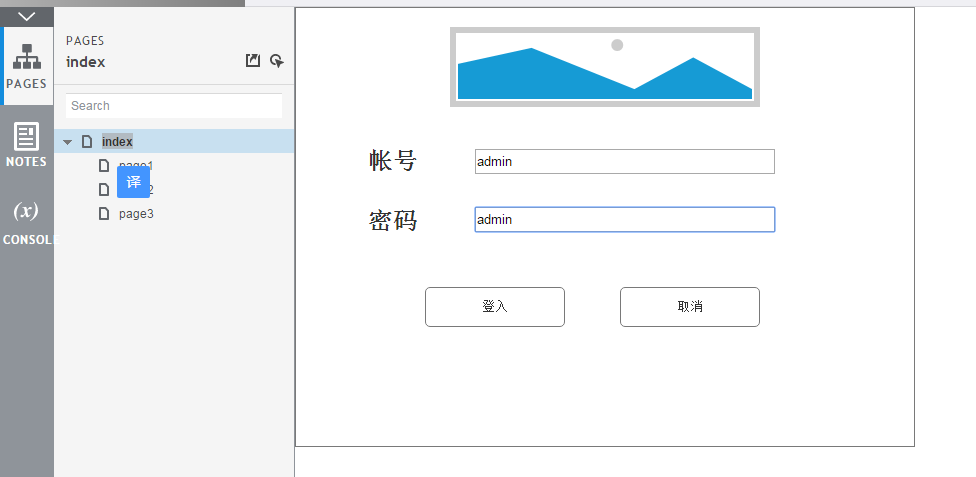 PAGES
index
Search
index
page1
译
2
page3
PAGES
NOTES
(x)
CONSOLE
帐号
admin
密码
admin
登入
取消